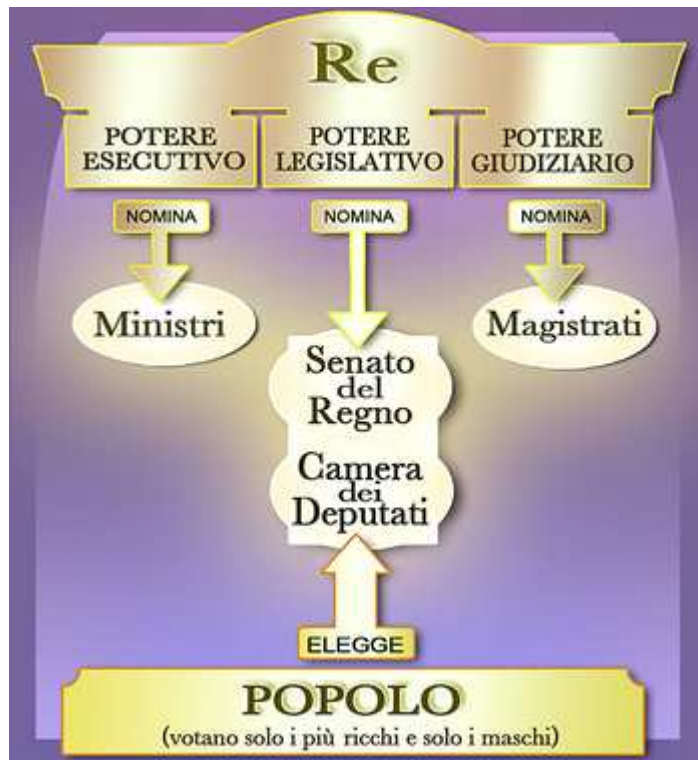 Re
POTERE
ESECUTIVO
POTERE
LEGISLATIVO
POTERE
GIUDIZIARIO
NOMINA
NOMINA
NOMINA
Ministri
Magistrati
Senato
del
Regno
Camera
dei
Deputati
ELEGGE
POPOLO
(votano solo i più ricchi e solo i maschi)